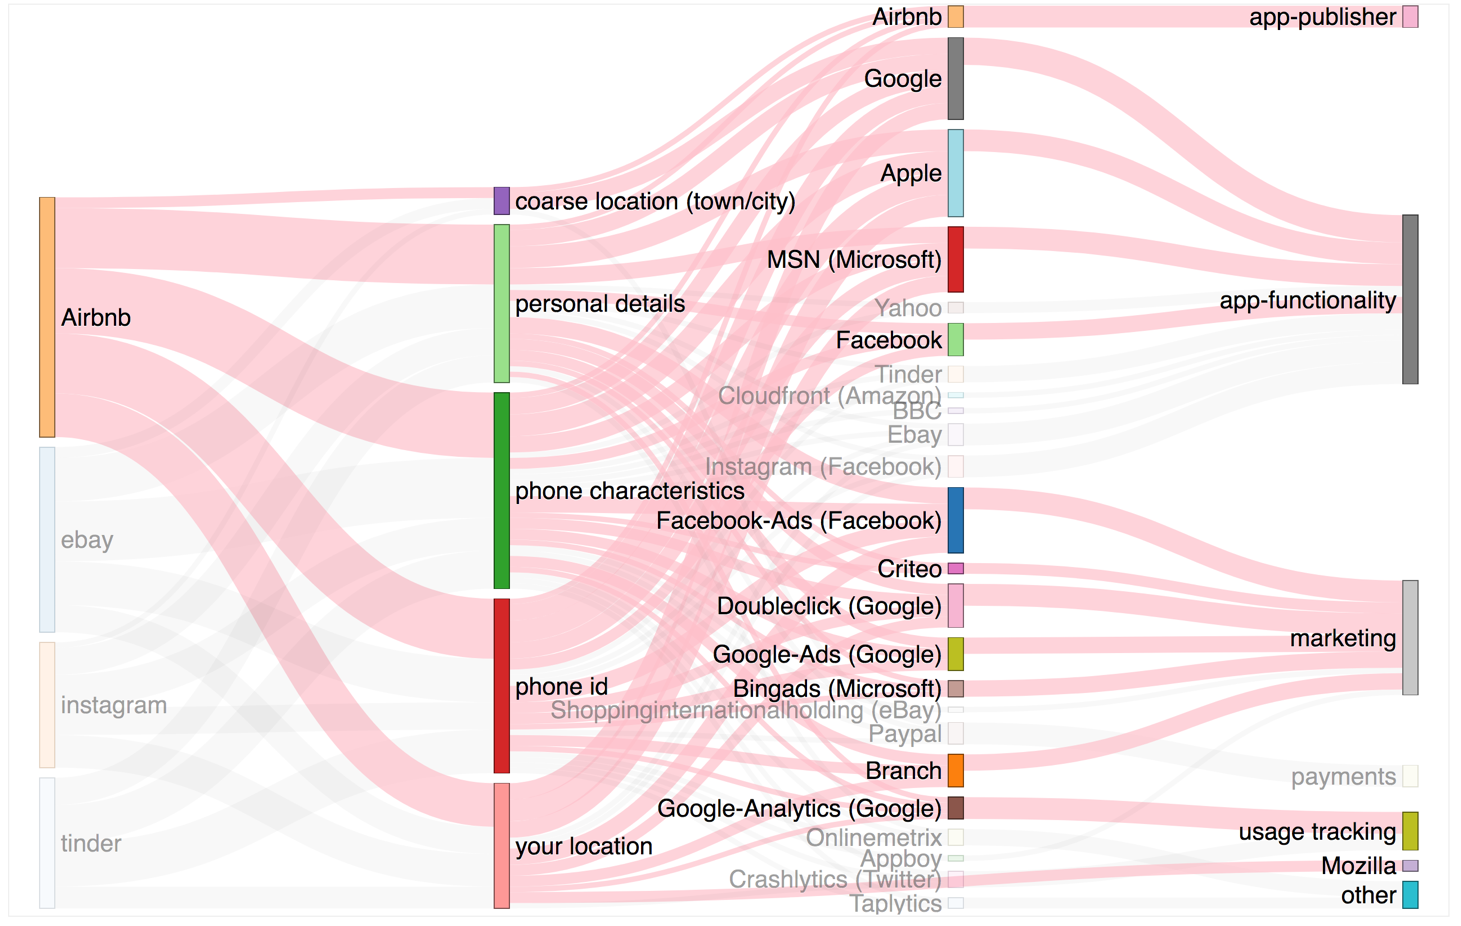 Airbnb
ebay
instagram
tinder
coarse location (town/city)
personal details
phone characteristics
phone id
your location
Airbnb
Google
Apple
MSN (Microsoft)
Yahoo
Facebook
Tinder
Cloudfront (Amazon)
BBC
Ebay
Instagram (Facebook)
Facebook-Ads (Facebook)
Criteo
Doubleclick (Google)
Google-Ads (Google)
Bingads (Microsoft)
Shoppinginternationalholding (eBay)
Paypal
Branch
Google-Analytics (Google)
Onlinemetrix
Appboy
Crashlytics (Twitter)
Taplytics
app-publisher
app-functionality
marketing
payments
usage tracking
Mozilla
other